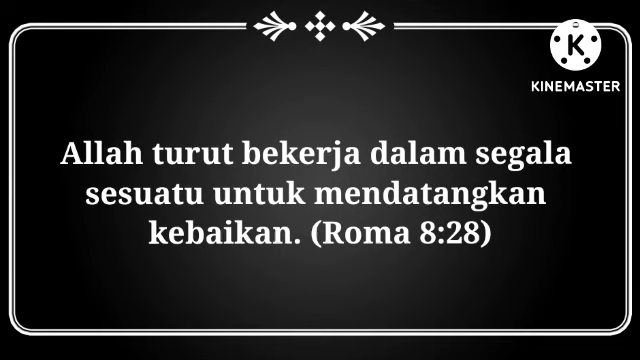 KINEMASTER
Allah turut bekerja dalam segala
sesuatu untuk mendatangkan
kebaikan. (Roma 8:28)